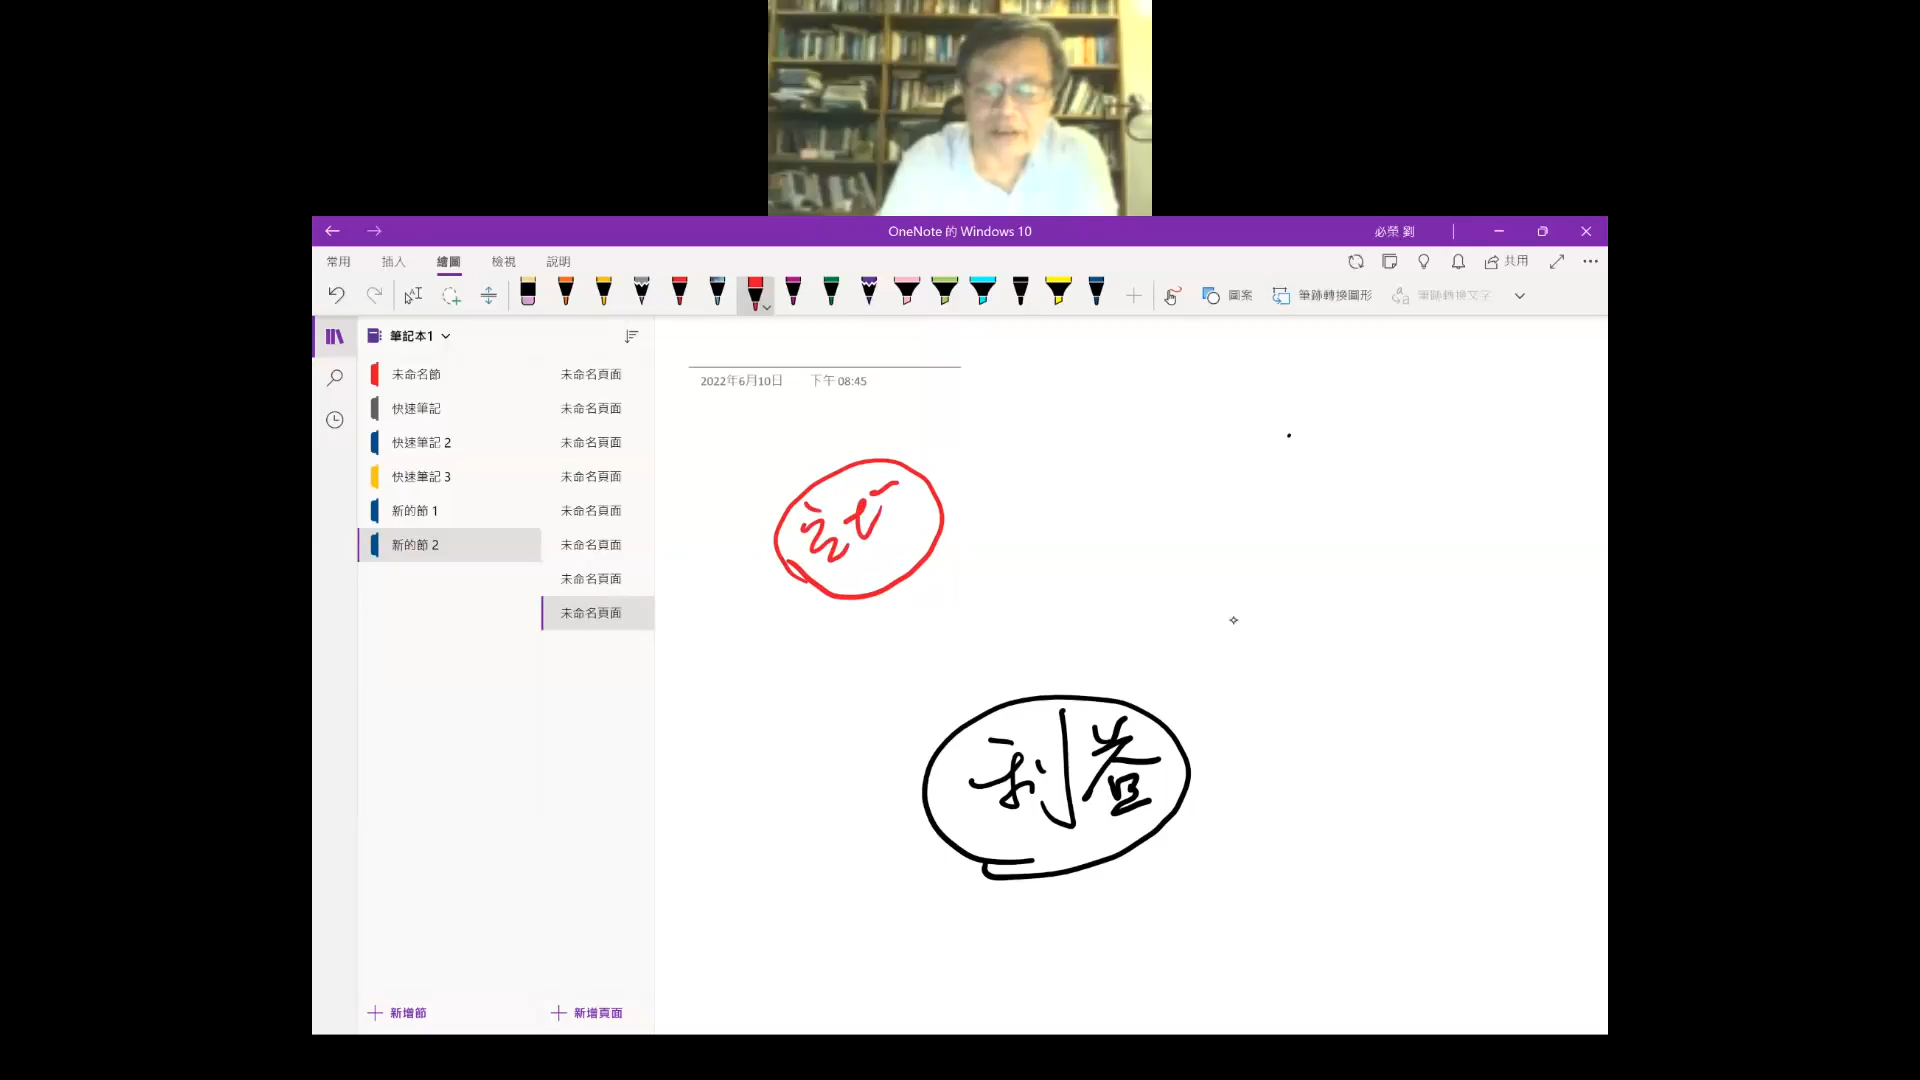 OneNote 的 Windows 10
必榮 劉
常用 插入 繪圖 檢視 說明
共用
圖案 筆跡轉換圖形 筆跡轉換文字
筆記本1
未命名節 未命名頁面
快速筆記 未命名頁面
快速筆記 2 未命名頁面
快速筆記 3 未命名頁面
新的節 1 未命名頁面
新的節 2 未命名頁面
未命名頁面
未命名頁面
2022年6月10日 下午 08:45
利益
新增節 新增頁面